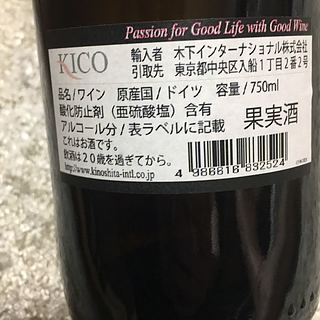 Passion for Good Life with Good Wine
KICO
輸入者 木下インターナショナル株式会社
引取先 東京都中央区入船1丁目2番2号
品名/ワイン 原産国/ドイツ 容量/750ml
酸化防止剤(亜硫酸塩)含有
アルコール分/表ラベルに記載
果実酒
これはお酒です。
飲酒は20歳を過ぎてから。
http://www.kinoshita-intl.co.jp
4 986616 832524